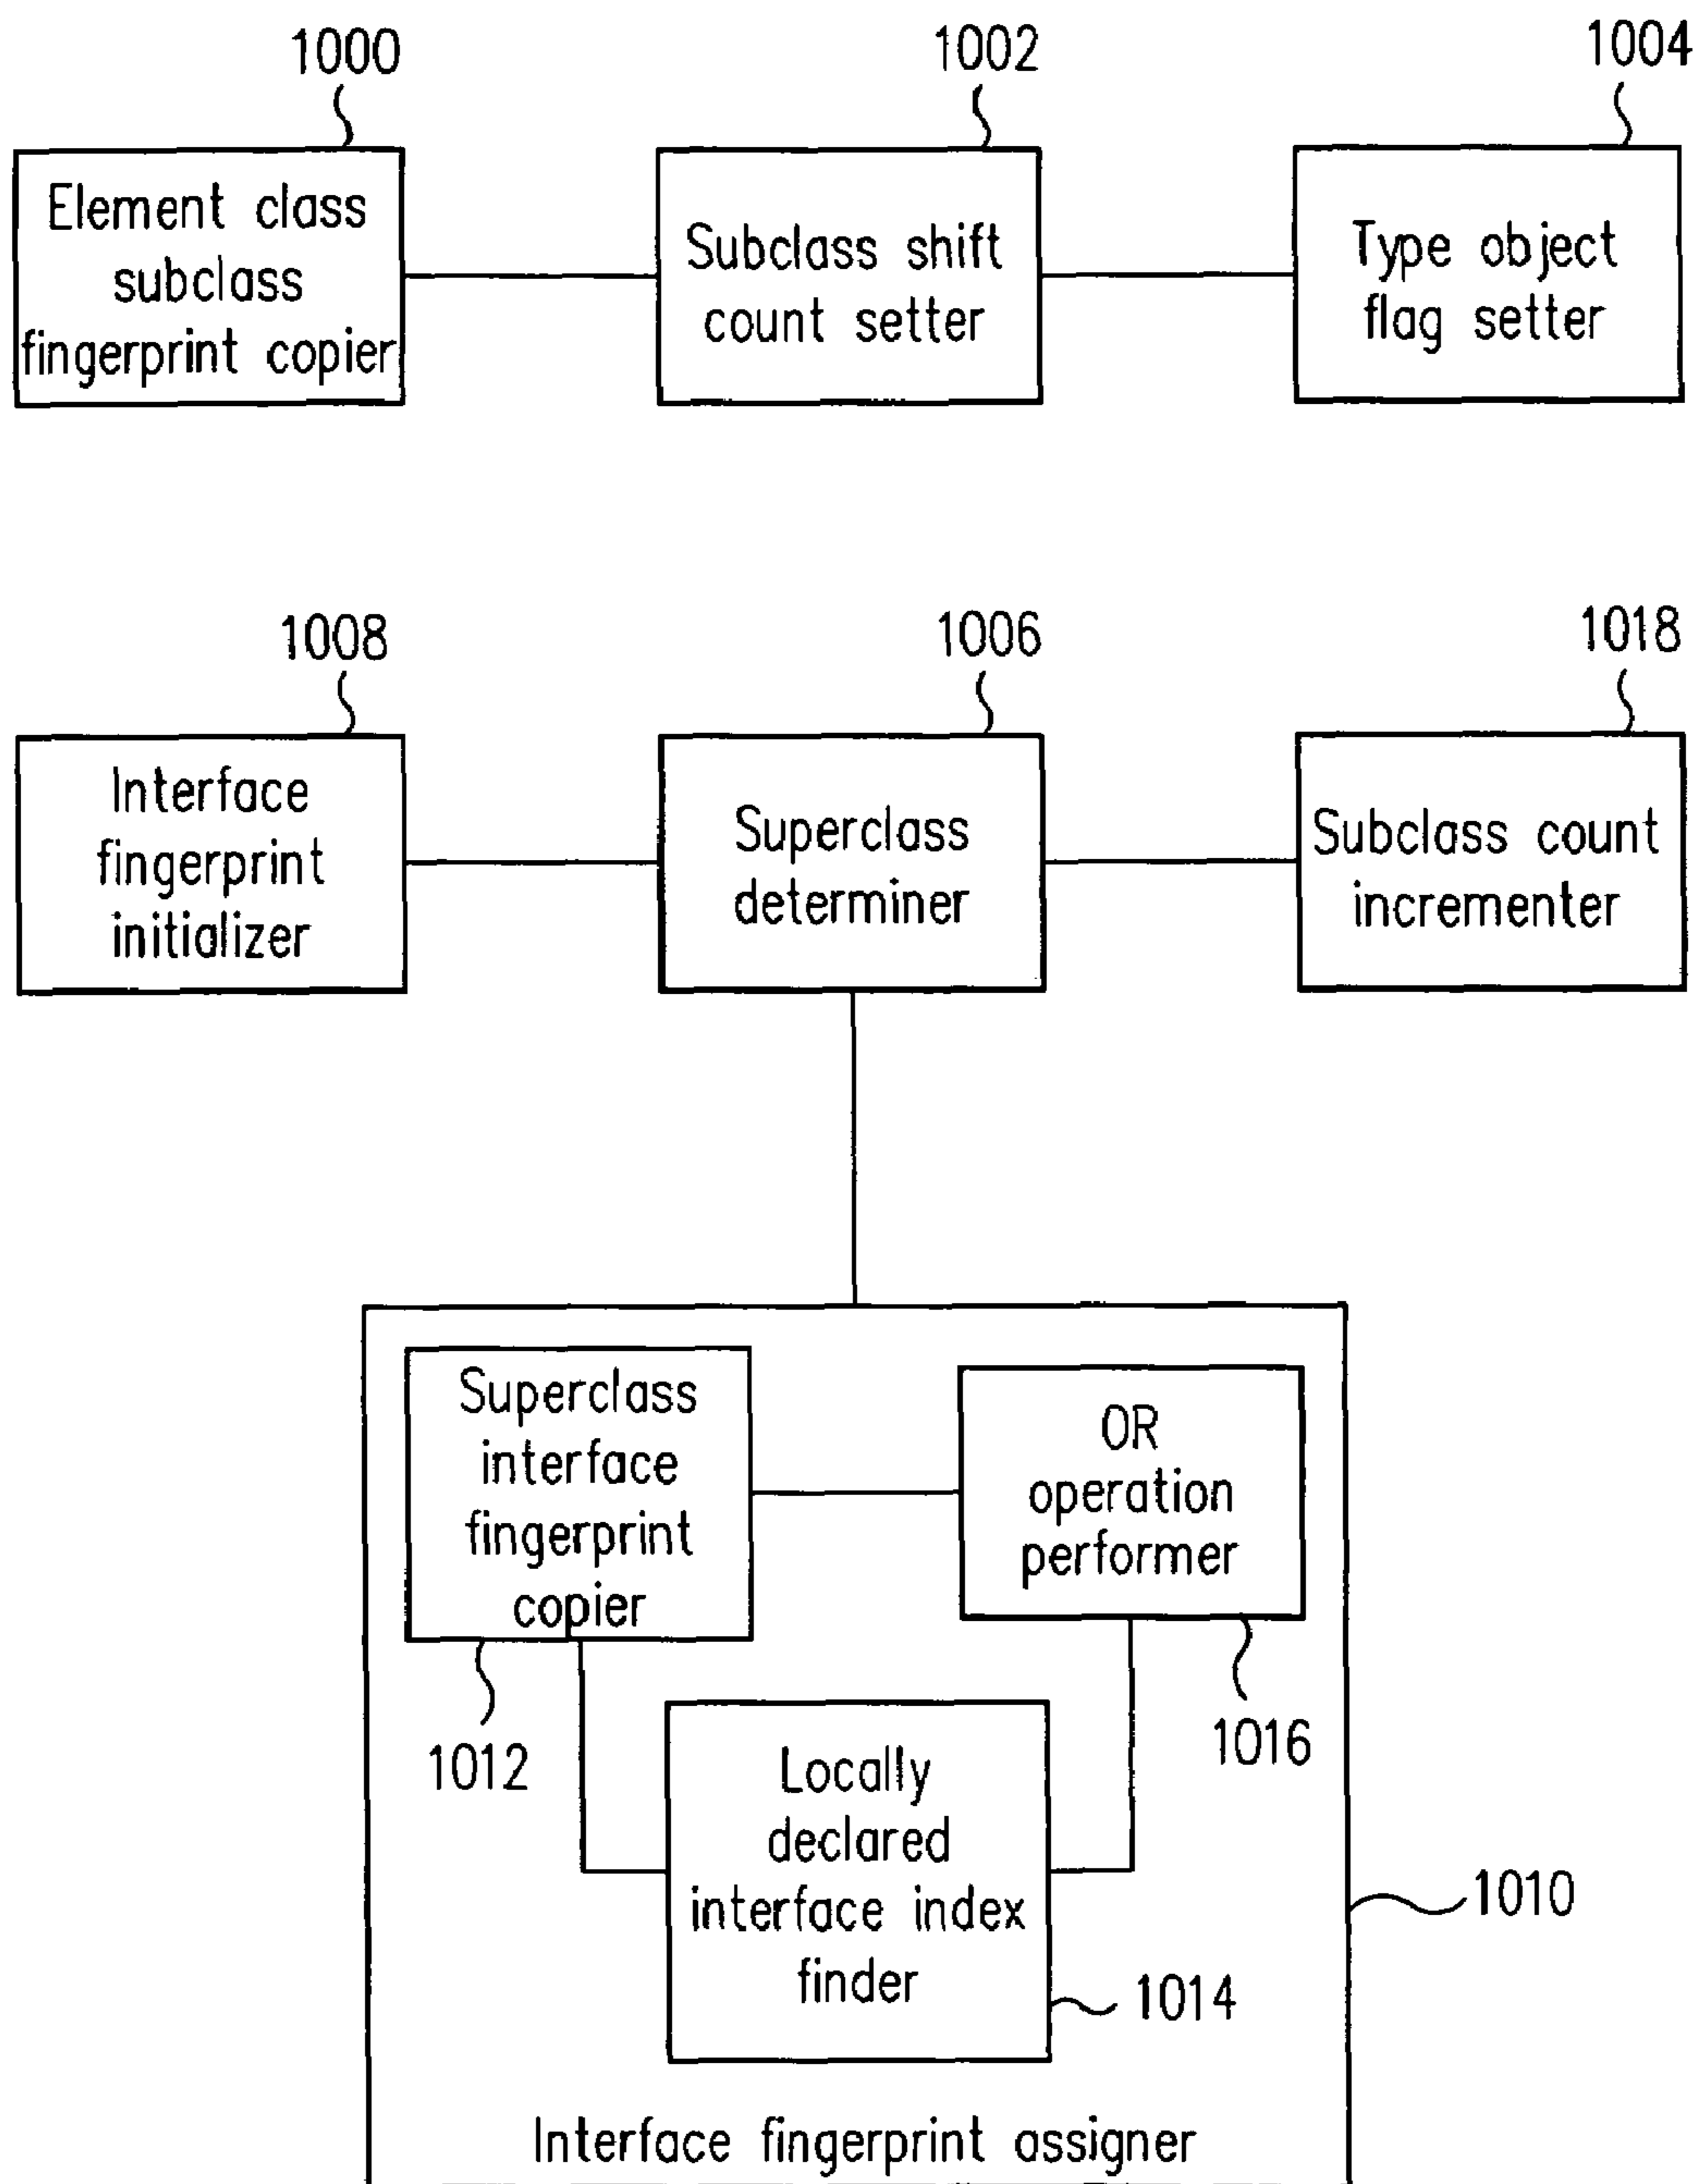 1000
1002
1004
Element class
subclass
fingerprint copier
Subclass shift
count setter
Type object
flag setter
1008
1006
1018
Interface
fingerprint
initializer
Superclass
determiner
Subclass count
incrementer
Superclass
interface
fingerprint
copier
OR
operation
performer
1012
1016
Locally
declared
interface index
finder
1010
1014
Interface fingerprint assigner